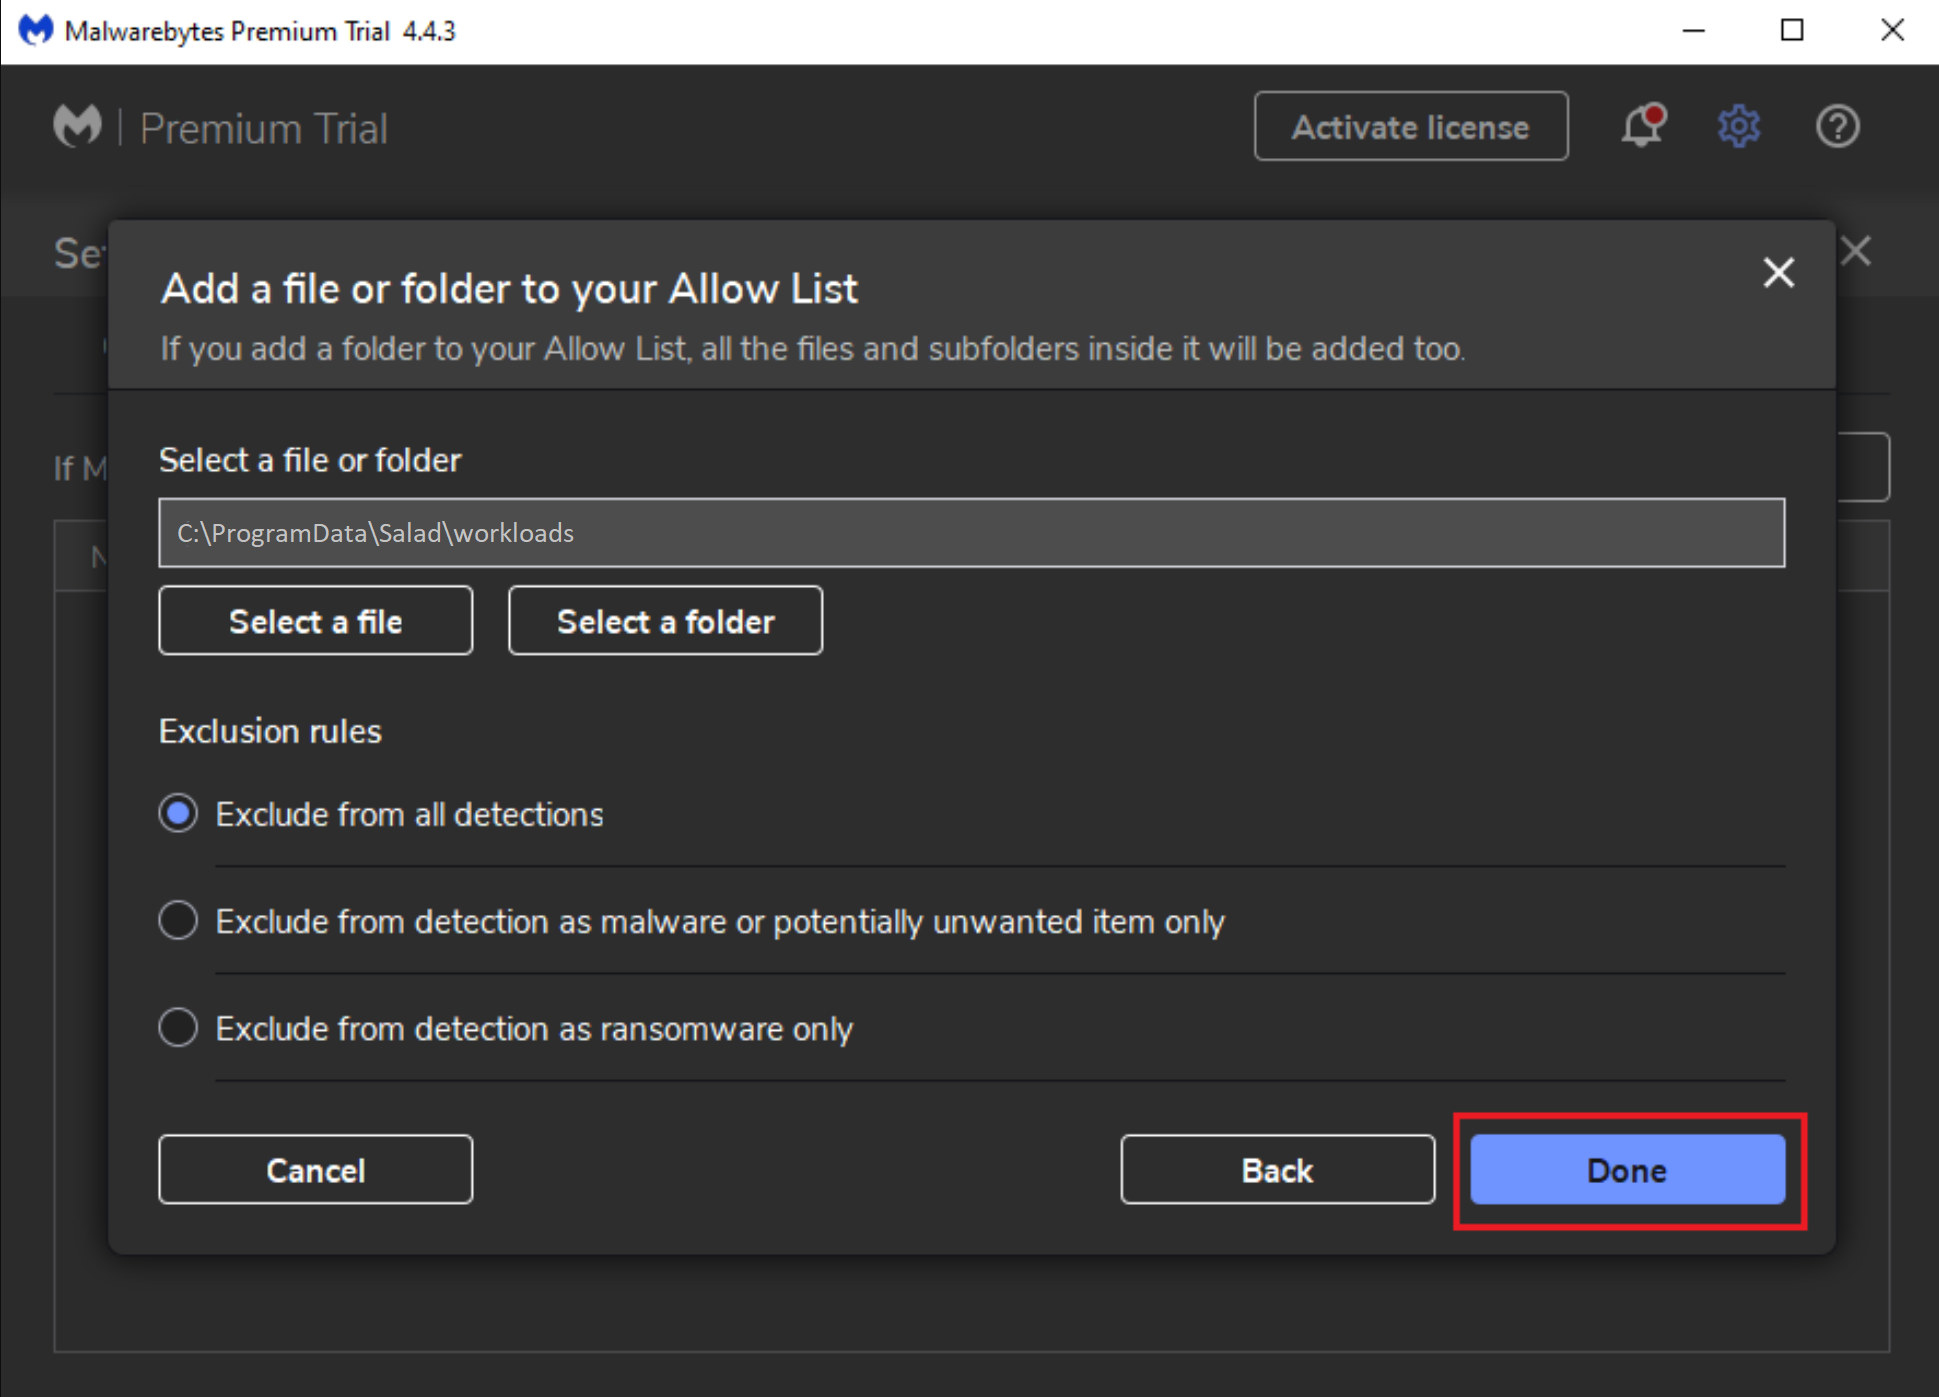 Malwarebytes Premium Trial 4.4.3
Premium Trial
Activate license
Add a file or folder to your Allow List
If you add a folder to your Allow List, all the files and subfolders inside it will be added too.
If M
Select a file or folder
C:\ProgramData\Salad\workloads
Select a file
Select a folder
Exclusion rules
Exclude from all detections
Exclude from detection as malware or potentially unwanted item only
Exclude from detection as ransomware only
Cancel
Back
Done